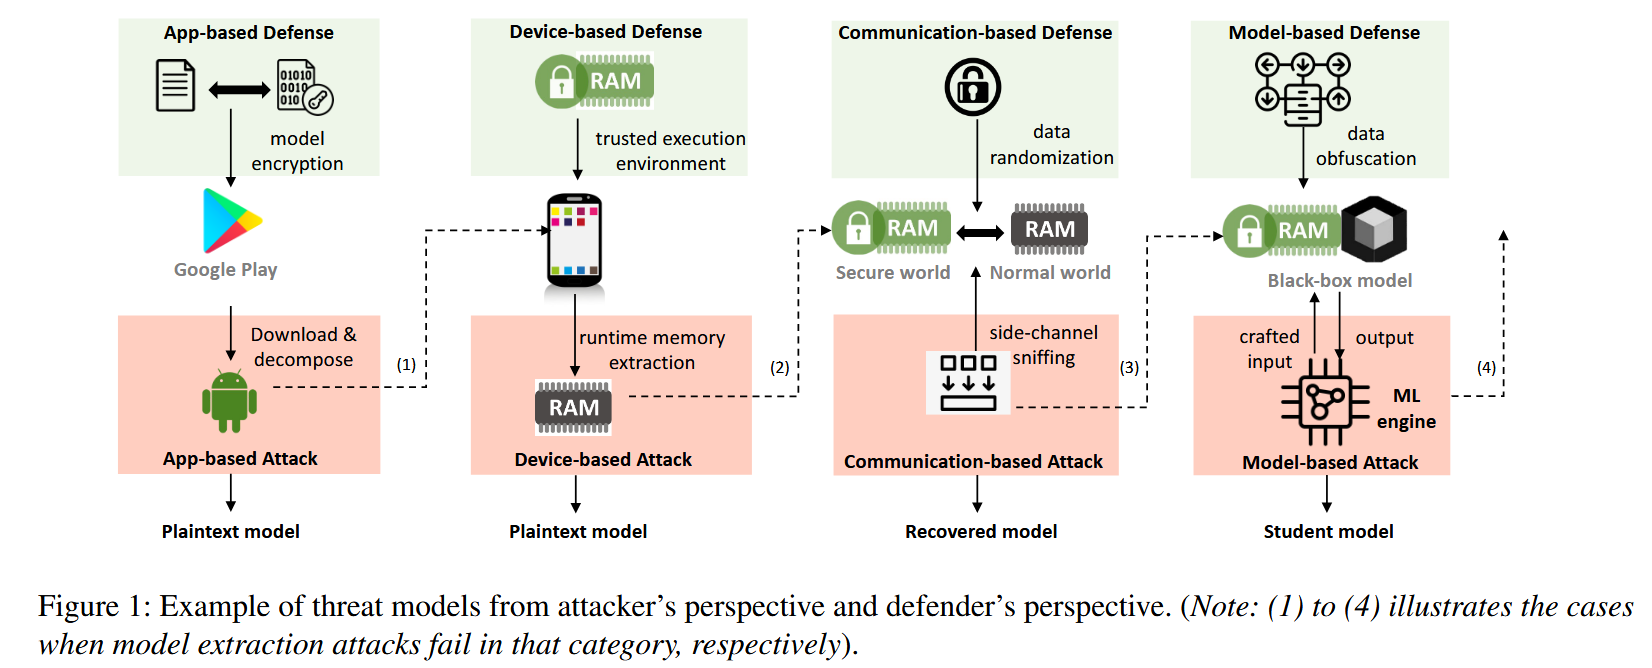 App-based Defense
01010
0010
010
model
encryption
Google Play
Download &
decompose
(1)
App-based Attack
Plaintext model
Device-based Defense
RAM
trusted execution
environment
runtime memory
extraction
(2)
RAM
Device-based Attack
Plaintext model
Communication-based Defense
data
randomization
RAM
RAM
Secure world
Normal world
side-channel
sniffing
(3)
Communication-based Attack
Recovered model
Model-based Defense
data
obfuscation
RAM
Black-box model
crafted
input
output
(4)
ML
engine
Model-based Attack
Student model
Figure 1: Example of threat models from attacker's perspective and defender's perspective. (Note: (1) to (4) illustrates the cases
when model extraction attacks fail in that category, respectively).